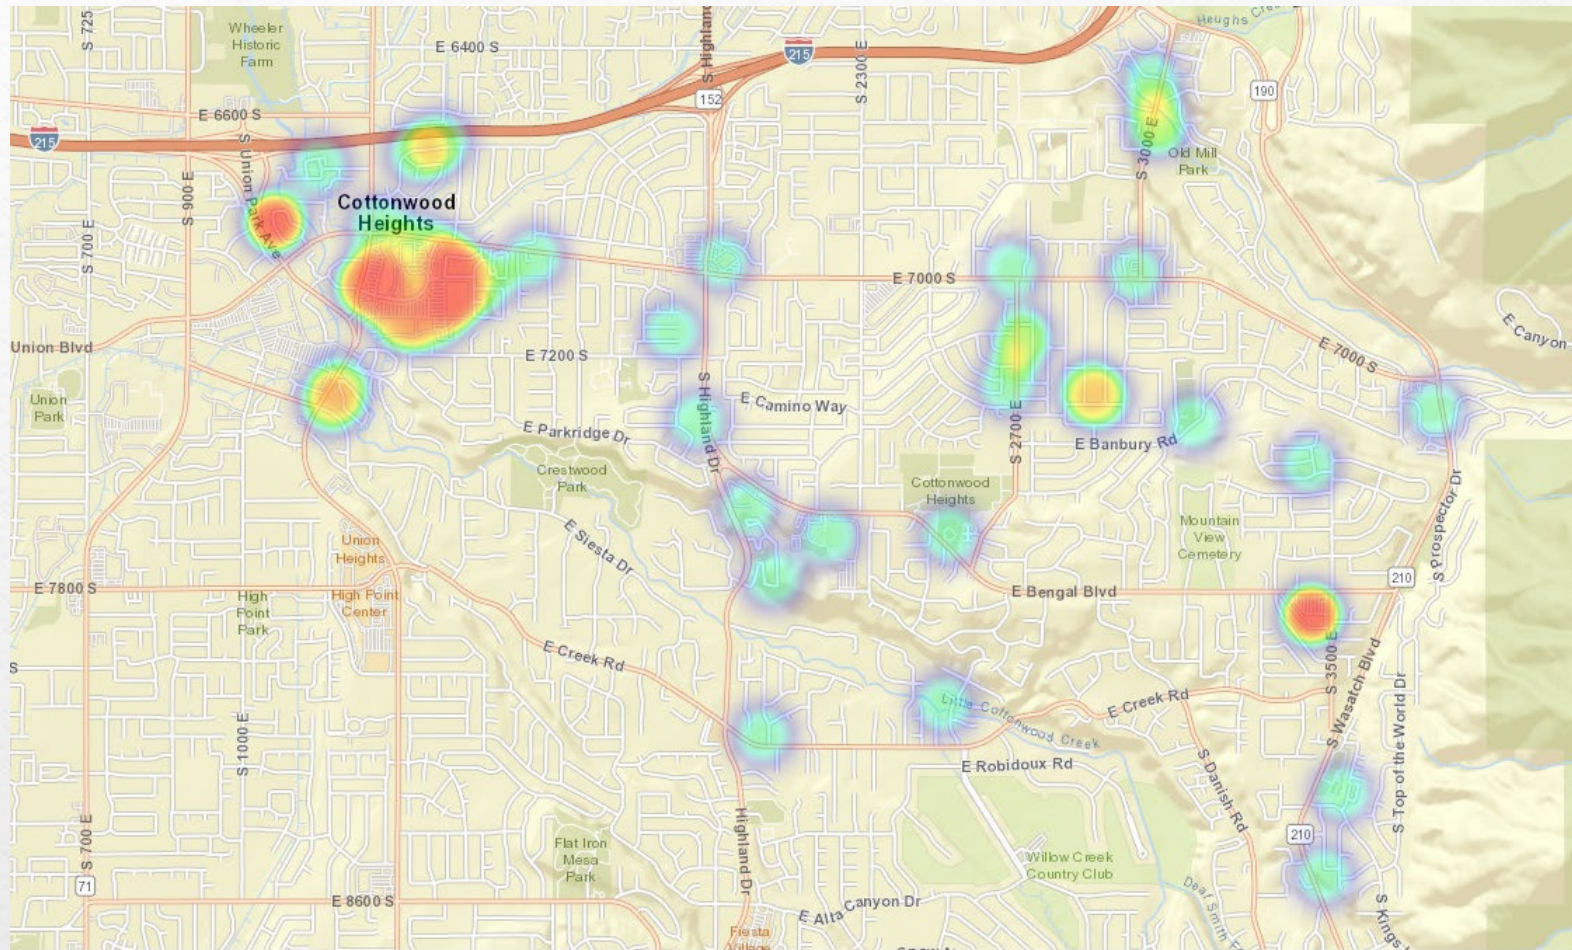 S 725
Wheeler
Historic
Farm
E 6400 S
S Highland
215
S 2300 E
Heughs Cree
152
190
E 6600 S
215
S Union Park Ave
S 3000 E
Old Mill
Park
S 900 E
Cottonwood
Heights
S 700 E
E 7000 S
E Canyon
Union Blvd
E 7200 S
E 7000 S
Union
Park
E Camino Way
E Parkridge Dr
S Highland Dr
S 2700 E
E Banbury Rd
Crestwood
Park
Cottonwood
Heights
S Prospector Dr
E Siesta Dr
Mountain
View
Cemetery
Union
Heights
210
E 7800 S
High
Point
Park
High Point
Center
E Bengal Blvd
S
E Creek Rd
S 3500 E
S Wasatch Blvd
S Top of the World Dr
E Creek Rd
Little Cottonwood Creek
S 1000 E
E Robidoux Rd
S Danish Rd
S 700 E
Highland Dr
210
Flat Iron
Mesa
Park
Willow Creek
Country Club
71
Deaf Smith
E 8600 S
E Alta Canyon Dr
S Kings
Fiesta
Village